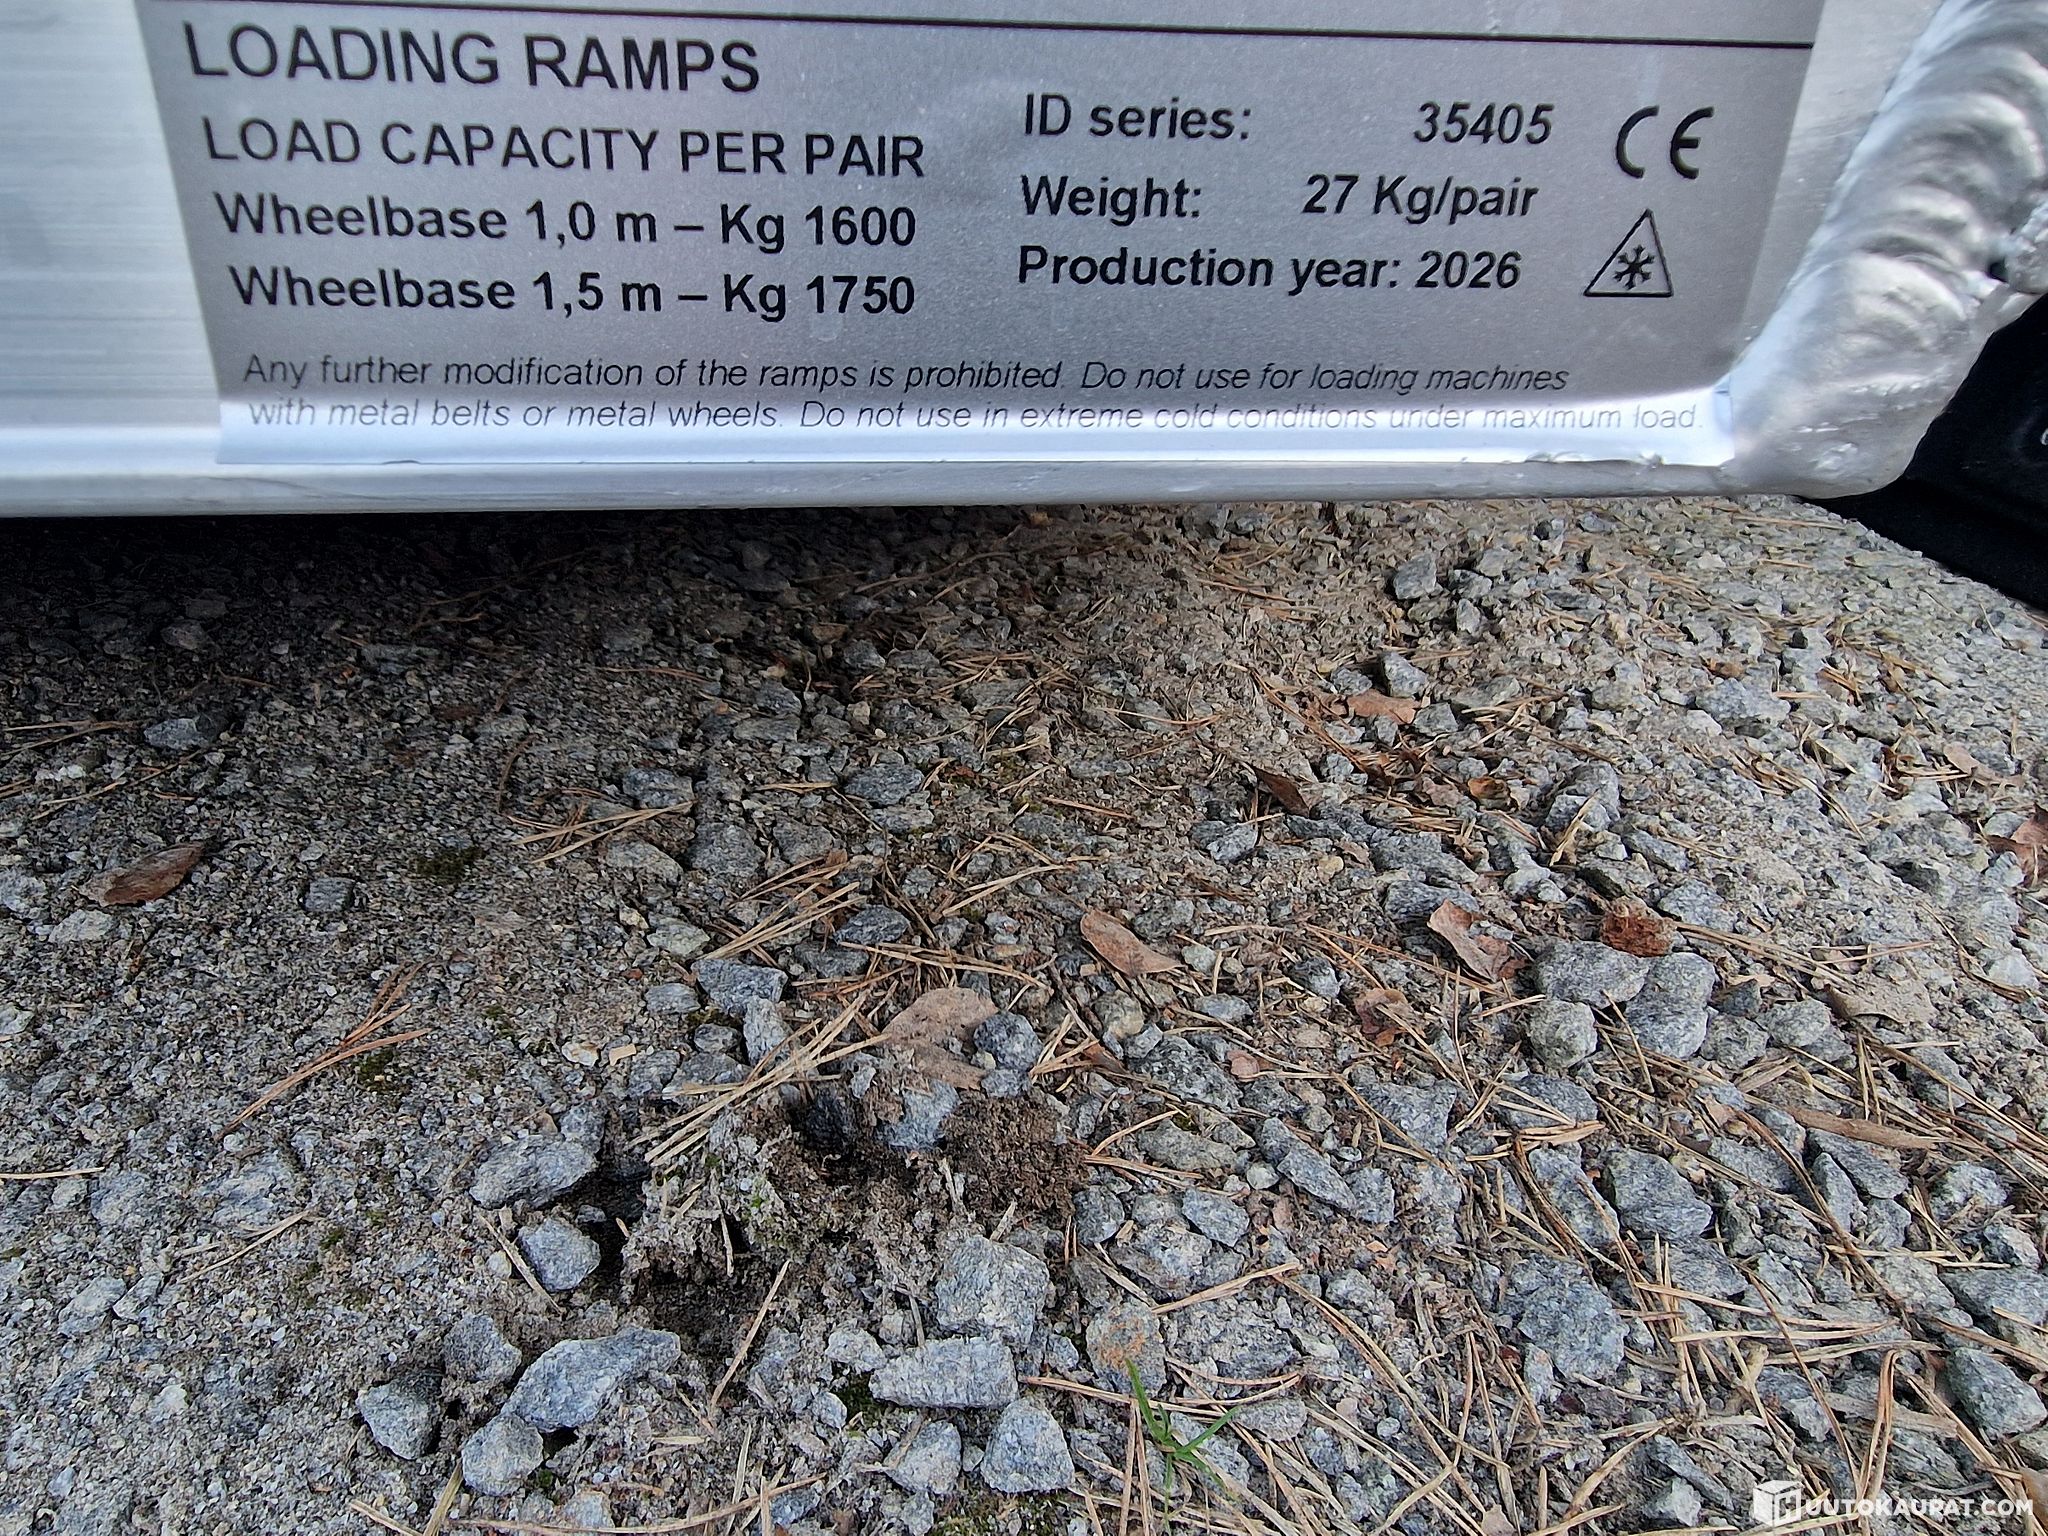 LOADING RAMPS
LOAD CAPACITY PER PAIR
Wheelbase 1,0 m – Kg 1600
Wheelbase 1,5 m – Kg 1750
ID series: 35405
Weight: 27 Kg/pair
Production year: 2026
CE
Any further modification of the ramps is prohibited. Do not use for loading machines
with metal belts or metal wheels. Do not use in extreme cold conditions under maximum load.
HUUTOKAUPAT.COM